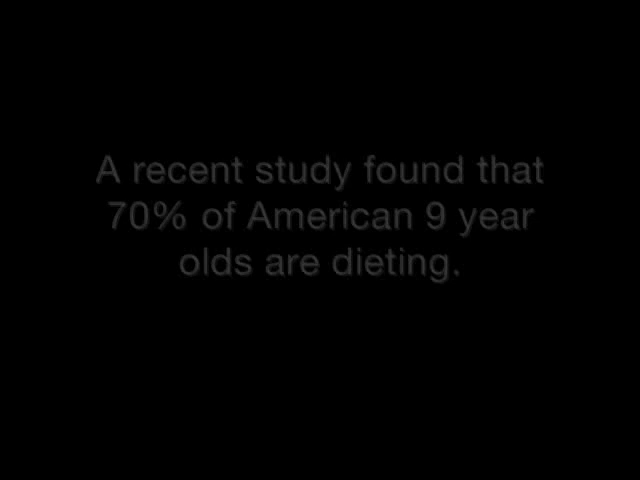 A recent study found that
70% of American 9 year
olds are dieting.